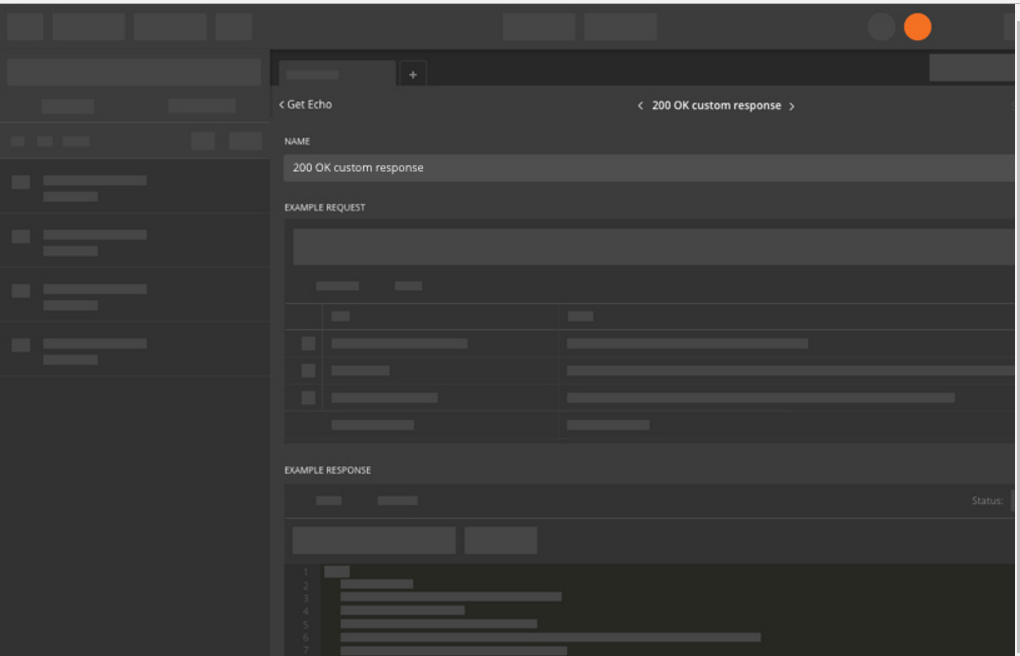 +
< Get Echo
< 200 OK custom response >
NAME
200 OK custom response
EXAMPLE REQUEST
EXAMPLE RESPONSE
Status:
1
2
3
4
5
6
7